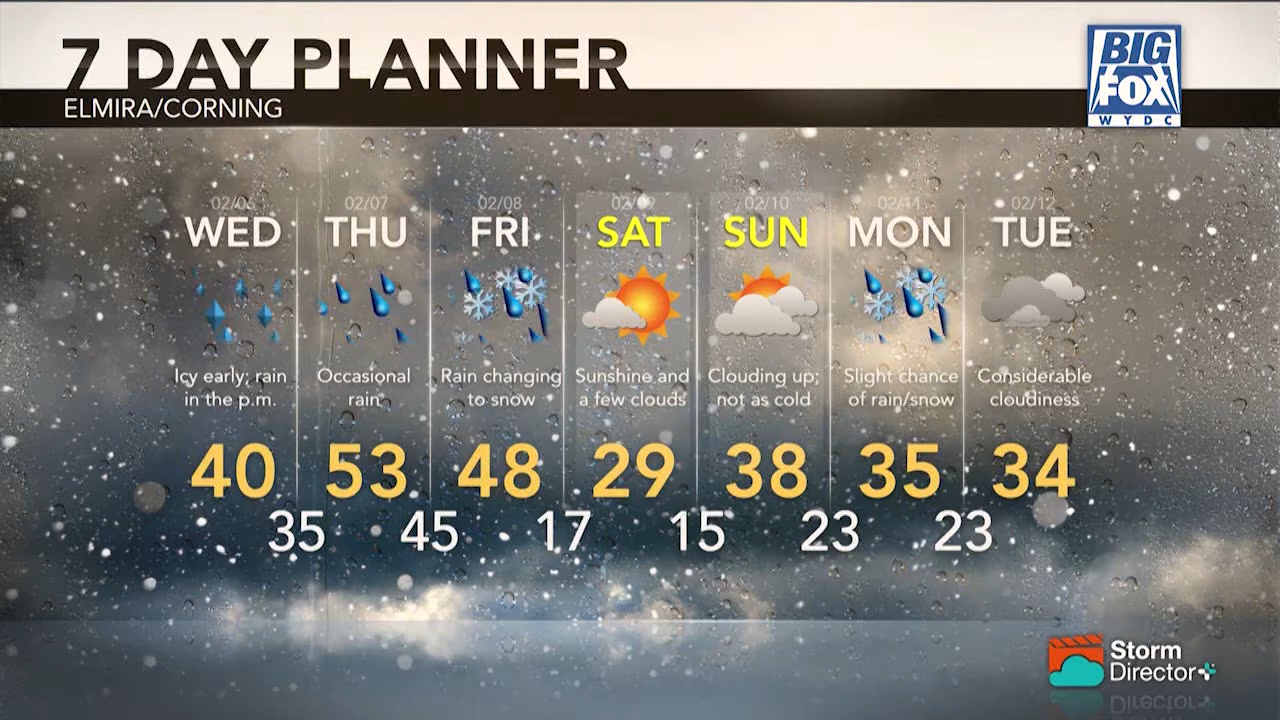 7 DAY PLANNER
ELMIRA/CORNING
BIG
FOX
WYDC
02/06 02/07 02/08 02/09 02/10 02/11 02/12
WED THU FRI SAT SUN MON TUE
Icy early; rain Occasional Rain changing Sunshine and Clouding up; Slight chance Considerable
in the p.m. rain to snow a few clouds not as cold of rain/snow cloudiness
40 53 48 29 38 35 34
35 45 17 15 23 23
Storm
Director+